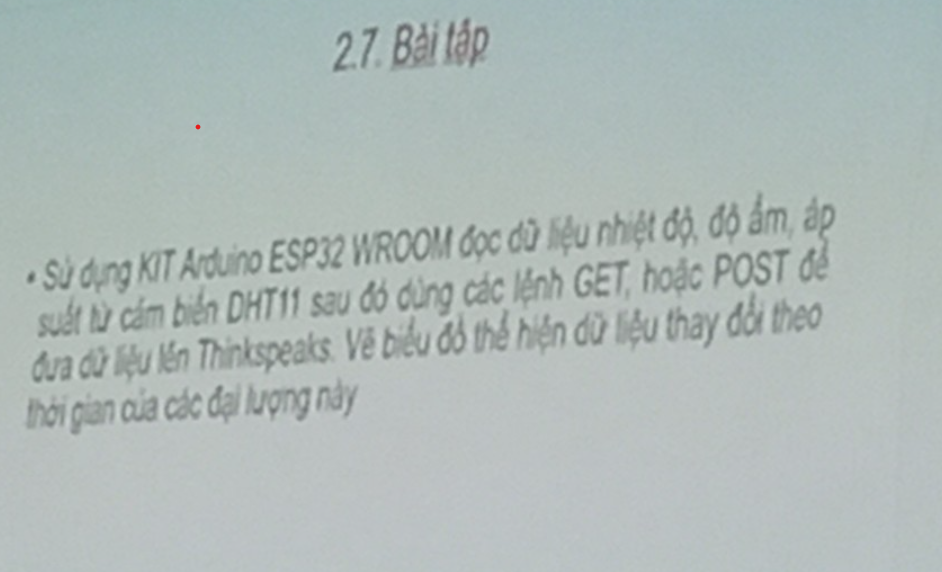 2.7. Bài tập
• Sử dụng KIT Arduino ESP32 WROOM đọc dữ liệu nhiệt độ, độ ẩm, áp
suất từ cảm biến DHT11 sau đó dùng các lệnh GET, hoặc POST để
đưa dữ liệu lên Thinkspeaks. Vẽ biểu đồ thể hiện dữ liệu thay đổi theo
thời gian của các đại lượng này